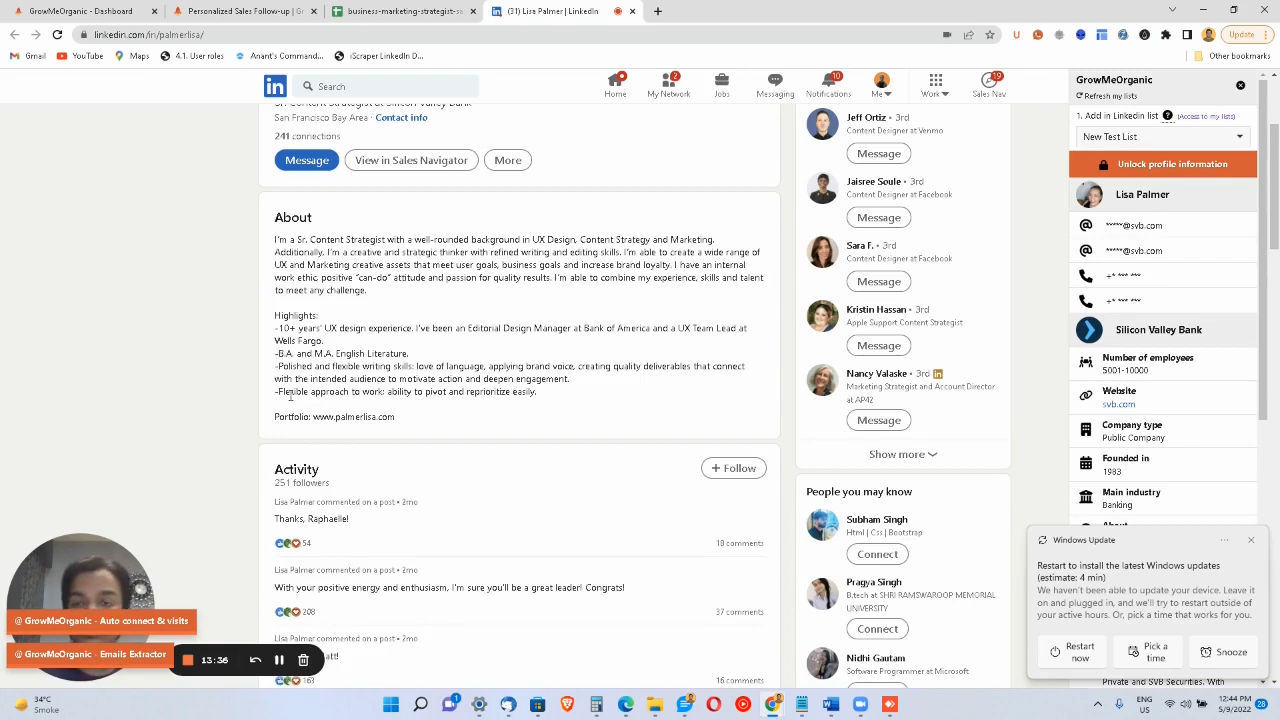 GrowMeOrganic - Dashboard
Personalized Sales Follow-up | Gr
business-marketing-strategist-s
(31) Lisa Palmer | LinkedIn
linkedin.com/in/palmerlisa/
Update
Gmail
YouTube
Maps
4.1. User roles
Anant's Command...
iScraper LinkedIn D...
Other bookmarks
Search
Home
2
My Network
Jobs
Messaging
10
Notifications
Me
Work
19
Sales Nav
Sr. Content Strategist at Silicon Valley Bank
San Francisco Bay Area · Contact info
241 connections
Message
View in Sales Navigator
More
About
I'm a Sr. Content Strategist with a well-rounded background in UX Design, Content Strategy and Marketing.
Additionally, I'm a creative and strategic thinker with refined writing and editing skills. I'm able to create a wide range of
UX and Marketing creative assets that meet user goals, business goals and increase brand loyalty. I have an internal
work ethic, positive "can-do" attitude and passion for quality results. I'm able to combine my experience, skills and talent
to meet any challenge.
Highlights:
-10+ years' UX design experience. I've been an Editorial Design Manager at Bank of America and a UX Team Lead at
Wells Fargo.
-B.A. and M.A. English Literature.
-Polished and flexible writing skills: love of language, applying brand voice, creating quality deliverables that connect
with the intended audience to motivate action and deepen engagement.
-Flexible approach to work: ability to pivot and reprioritize easily.
Portfolio: www.palmerlisa.com
Activity
251 followers
+ Follow
Lisa Palmer commented on a post • 2mo
Thanks, Raphaelle!
54
18 comments
Lisa Palmer commented on a post • 2mo
With your positive energy and enthusiasm, I'm sure you'll be a great leader! Congrats!
208
37 comments
Lisa Palmer commented on a post • 2mo
att!
163
16 comments
Jeff Ortiz • 3rd
Content Designer at Venmo
Message
Jaisree Soule • 3rd
Content Designer at Facebook
Message
Sara F. • 3rd
Content Designer at Facebook
Message
Kristin Hassan • 3rd
Apple Support Content Strategist
Message
Nancy Valaske • 3rd
Marketing Strategist and Account Director
at AP42
Message
Show more
People you may know
Subham Singh
Html | Css | Bootstrap
Connect
Pragya Singh
B.tech at SHRI RAMSWAROOP MEMORIAL
UNIVERSITY
Connect
Nidhi Gautam
Software Programmer at Microsoft
GrowMeOrganic
Refresh my lists
1. Add in Linkedin list ? (Access to my lists)
New Test List
Unlock profile information
Lisa Palmer
*****@svb.com
*****@svb.com
+* *** ***
+* *** ***
Silicon Valley Bank
Number of employees
5001-10000
Website
svb.com
Company type
Public Company
Founded in
1983
Main industry
Banking
About
Windows Update
Restart to install the latest Windows updates
(estimate: 4 min)
We haven't been able to update your device. Leave it
on and plugged in, and we'll try to restart outside of
your active hours. Or, pick a time that works for you.
Restart
now
Pick a
time
Snooze
Private and SVB Securities. With
@ GrowMeOrganic - Auto connect & visits
@ GrowMeOrganic - Emails Extractor
13:36
94°C
Smoke
1
ENG
US
12:44 PM
5/9/2022
28